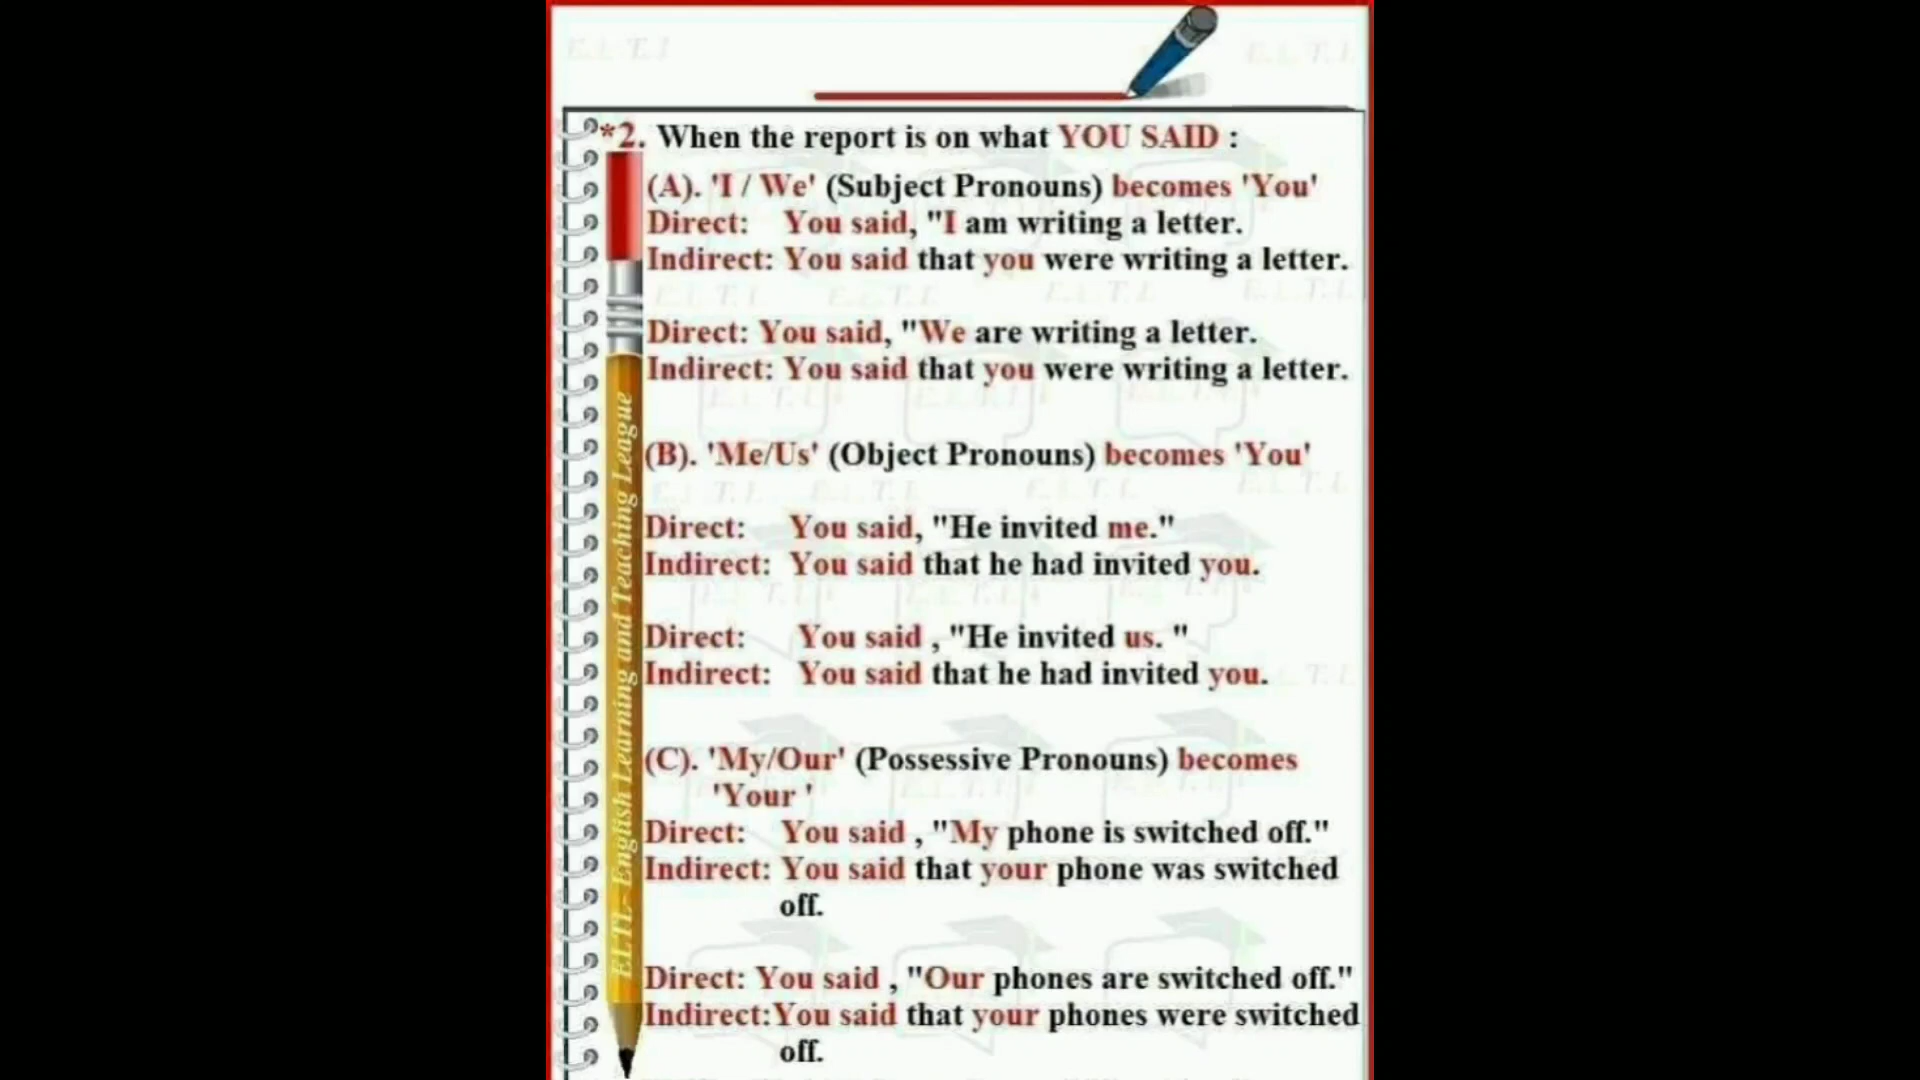 E.L.T.L
E.L.T.L
*2. When the report is on what YOU SAID :
(A). 'I / We' (Subject Pronouns) becomes 'You'
Direct: You said, "I am writing a letter.
Indirect: You said that you were writing a letter.
Direct: You said, "We are writing a letter.
Indirect: You said that you were writing a letter.
(B). 'Me/Us' (Object Pronouns) becomes 'You'
Direct: You said, "He invited me."
Indirect: You said that he had invited you.
Direct: You said , "He invited us. "
Indirect: You said that he had invited you.
(C). 'My/Our' (Possessive Pronouns) becomes
'Your '
Direct: You said , "My phone is switched off."
Indirect: You said that your phone was switched
off.
Direct: You said , "Our phones are switched off."
Indirect:You said that your phones were switched
off.
ELTL- English Learning and Teaching League